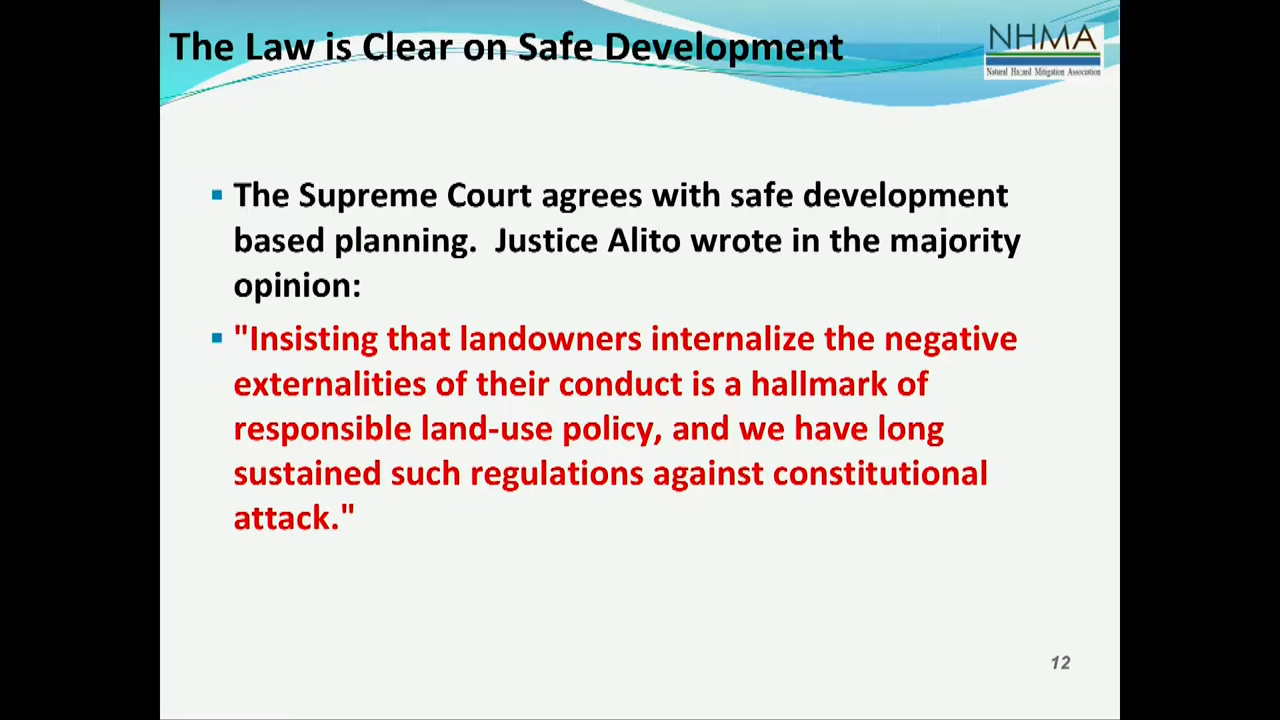 The Law is Clear on Safe Development
NHMA
Natural Hazard Mitigation Association
The Supreme Court agrees with safe development
based planning.  Justice Alito wrote in the majority
opinion:
"Insisting that landowners internalize the negative
externalities of their conduct is a hallmark of
responsible land-use policy, and we have long
sustained such regulations against constitutional
attack."
12